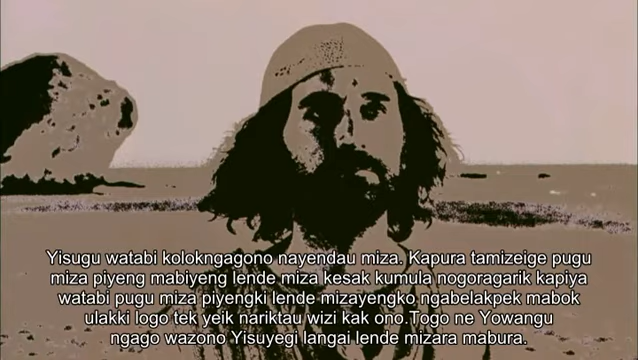 Yisugu watabi kolokngagono nayendau miza. Kapura tamizeige pugu
miza piyeng mabiyeng lende miza kesak kumula nogoragarik kapiya
watabi pugu miza piyengki lende mizayengko ngabelakpek mabok
ulakki logo tek yeik nariktau wizi kak ono.Togo ne Yowangu
ngago wazono Yisuyegi langai lende mizara mabura.